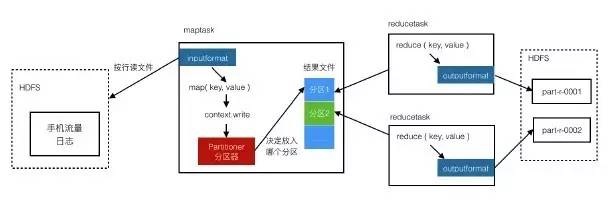 HDFS
手机流量
日志
按行读文件
maptask
inputformat
map( key, value )
context.write
Partitioner
分区器
决定放入
哪个分区
结果文件
分区1
分区2
......
reducetask
reduce ( key, value )
outputformat
reducetask
reduce ( key, value )
outputformat
HDFS
part-r-0001
part-r-0002